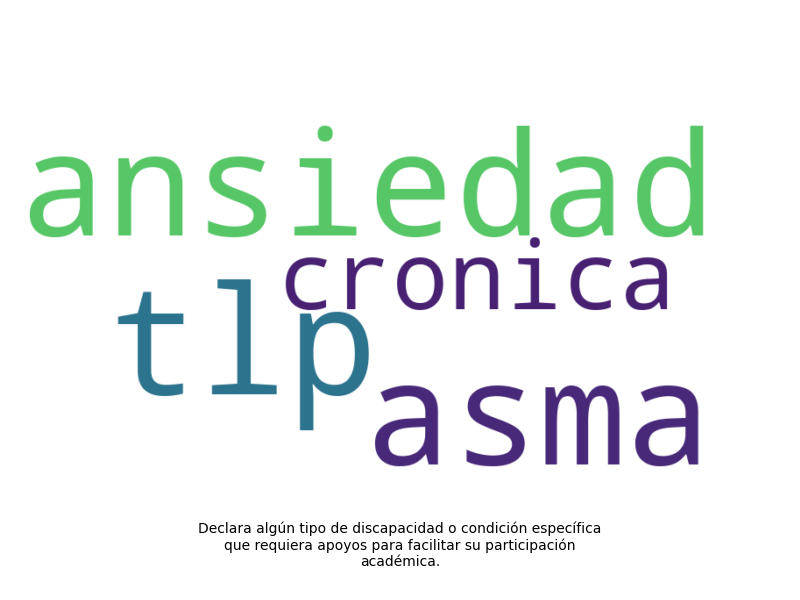 ansiedad
cronica
tlp
asma
Declara algún tipo de discapacidad o condición específica
que requiera apoyos para facilitar su participación
académica.